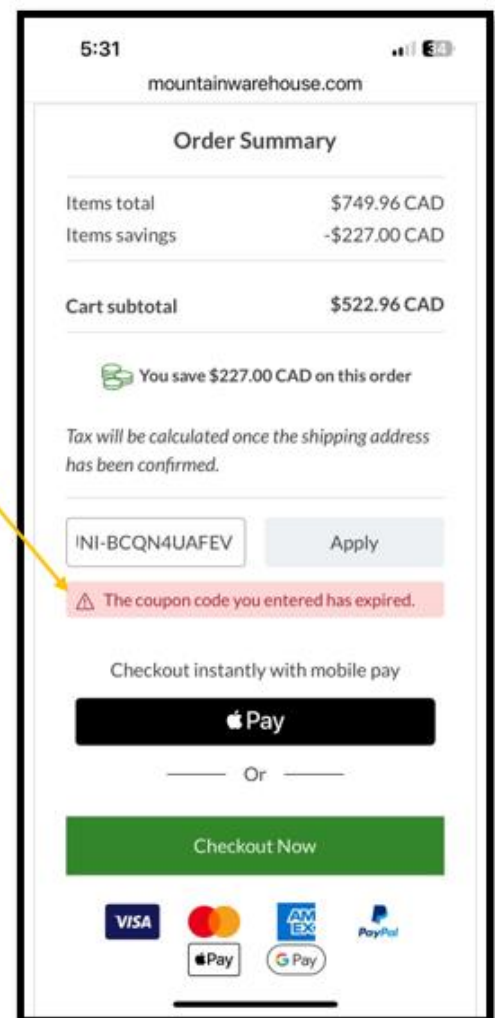 5:31 34
mountainwarehouse.com
Order Summary
Items total $749.96 CAD
Items savings -$227.00 CAD
Cart subtotal $522.96 CAD
You save $227.00 CAD on this order
Tax will be calculated once the shipping address
has been confirmed.
NI-BCQN4UAFEV Apply
The coupon code you entered has expired.
Checkout instantly with mobile pay
Pay
Or
Checkout Now
VISA AM EX PayPal
Pay G Pay